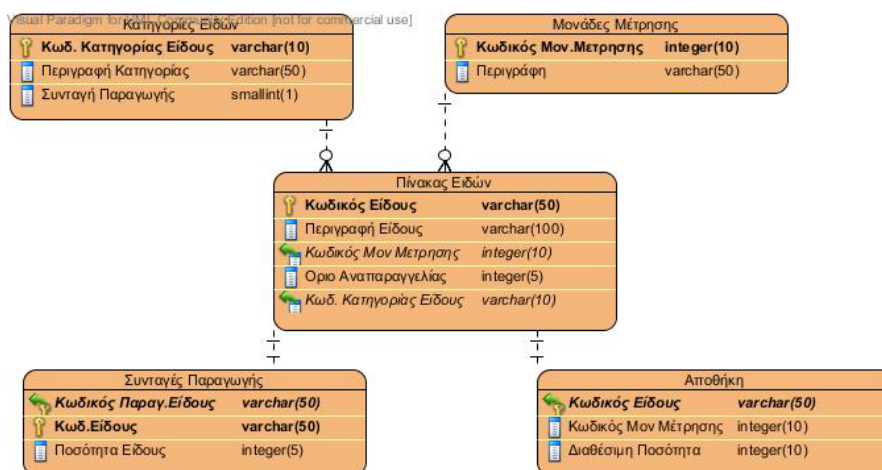 Visual Paradigm for UML Community Edition [not for commercial use]
Κατηγορίες Ειδών
Κωδ. Κατηγορίας Είδους varchar(10)
Περιγραφή Κατηγορίας varchar(50)
Συνταγή Παραγωγής smallint(1)
Μονάδες Μέτρησης
Κωδικός Μον.Μετρησης integer(10)
Περιγράφη varchar(50)
Πίνακας Ειδών
Κωδικός Είδους varchar(50)
Περιγραφή Είδους varchar(100)
Κωδικός Μον Μετρησης integer(10)
Οριο Αναπαραγγελίας integer(5)
Κωδ. Κατηγορίας Είδους varchar(10)
Συνταγές Παραγωγής
Κωδικός Παραγ.Είδους varchar(50)
Κωδ.Είδους varchar(50)
Ποσότητα Είδους integer(5)
Αποθήκη
Κωδικός Είδους varchar(50)
Κωδικός Μον Μέτρησης integer(10)
Διαθέσιμη Ποσότητα integer(10)